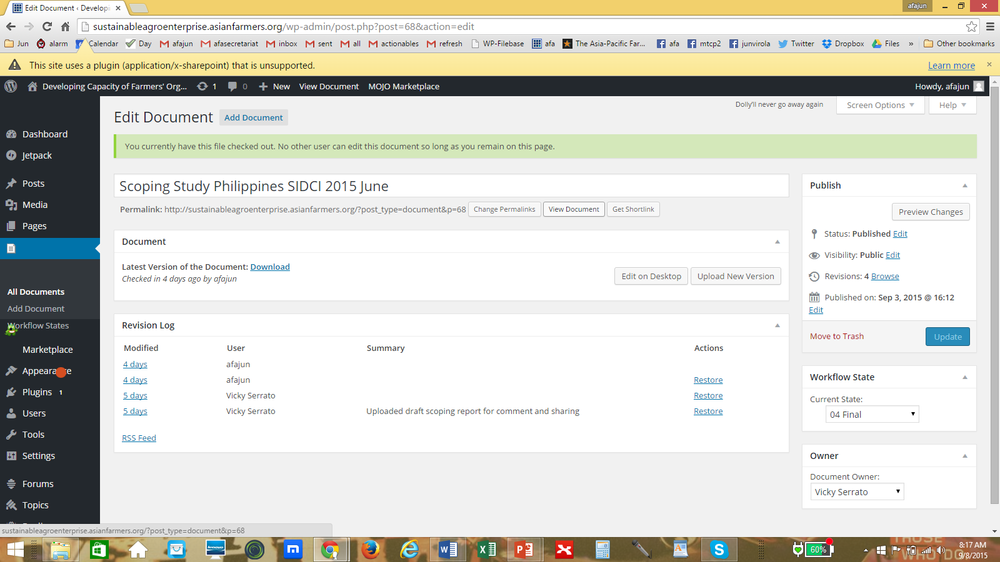 Edit Document ‹ Developi
afajun
sustainableagroenterprise.asianfarmers.org/wp-admin/post.php?post=68&action=edit
Jun alarm Calendar Day afajun afasecretariat inbox sent all actionables refresh WP-Filebase afa The Asia-Pacific Far... afa mtcp2 junvirola Twitter Dropbox Files » Other bookmarks
This site uses a plugin (application/x-sharepoint) that is unsupported. Learn more
Developing Capacity of Farmers' Org... 1 0 New View Document MOJO Marketplace Howdy, afajun
Dolly'll never go away again Screen Options Help
Edit Document Add Document
You currently have this file checked out. No other user can edit this document so long as you remain on this page.
Dashboard
Jetpack
Posts
Media
Pages
All Documents
Add Document
Workflow States
Marketplace
Appearance
Plugins 1
Users
Tools
Settings
Forums
Topics
Scoping Study Philippines SIDCI 2015 June
Permalink: http://sustainableagroenterprise.asianfarmers.org/?post_type=document&p=68 Change Permalinks View Document Get Shortlink
Document
Latest Version of the Document: Download
Checked in 4 days ago by afajun
Edit on Desktop Upload New Version
Revision Log
Modified User Summary Actions
4 days afajun
4 days afajun Restore
5 days Vicky Serrato Restore
5 days Vicky Serrato Uploaded draft scoping report for comment and sharing Restore
RSS Feed
Publish
Preview Changes
Status: Published Edit
Visibility: Public Edit
Revisions: 4 Browse
Published on: Sep 3, 2015 @ 16:12
Edit
Move to Trash Update
Workflow State
Current State:
04 Final
Owner
Document Owner:
Vicky Serrato
sustainableagroenterprise.asianfarmers.org/?post_type=document&p=68
60%
THOSE
WHO DO
8:17 AM
9/8/2015